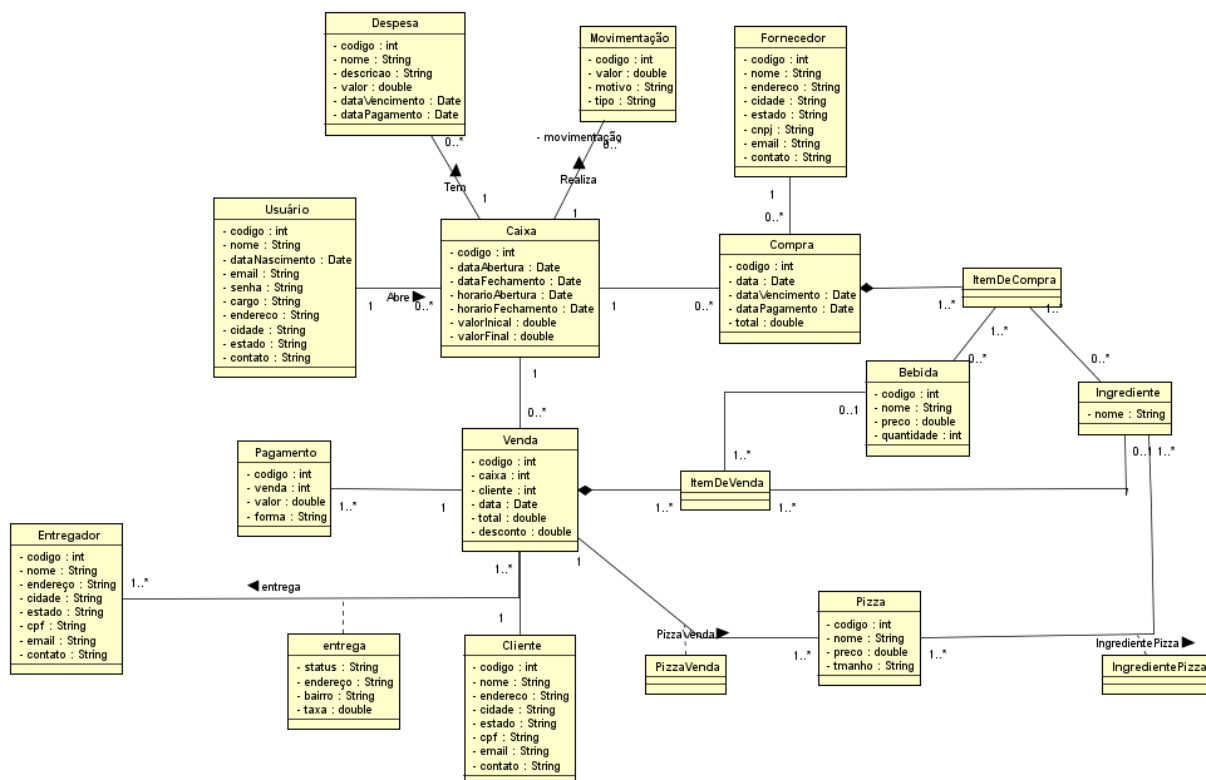 Despesa
- codigo : int
- nome : String
- descricao : String
- valor : double
- dataVencimento : Date
- dataPagamento : Date
Movimentação
- codigo : int
- valor : double
- motivo : String
- tipo : String
Fornecedor
- codigo : int
- nome : String
- endereco : String
- cidade : String
- estado : String
- cnpj : String
- email : String
- contato : String
0..*
- movimentação
0..*
Tem
Realiza
1
1
1
0..*
Usuário
- codigo : int
- nome : String
- dataNascimento : Date
- email : String
- senha : String
- cargo : String
- endereco : String
- cidade : String
- estado : String
- contato : String
Abre
1
0..*
Caixa
- codigo : int
- dataAbertura : Date
- dataFechamento : Date
- horarioAbertura : Date
- horarioFechamento : Date
- valorInical : double
- valorFinal : double
1
0..*
Compra
- codigo : int
- data : Date
- dataVencimento : Date
- dataPagamento : Date
- total : double
ItemDeCompra
1..*
1..*
1..*
0..*
0..*
Bebida
- codigo : int
- nome : String
- preco : double
- quantidade : int
Ingrediente
- nome : String
1
0..*
0..1
1..*
0..1
1..*
Pagamento
- codigo : int
- venda : int
- valor : double
- forma : String
1..*
1
Venda
- codigo : int
- caixa : int
- cliente : int
- data : Date
- total : double
- desconto : double
ItemDeVenda
1..*
1..*
Entregador
- codigo : int
- nome : String
- endereço : String
- cidade : String
- estado : String
- cpf : String
- email : String
- contato : String
1..*
entrega
1..*
1
1
entrega
- status : String
- endereço : String
- bairro : String
- taxa : double
Cliente
- codigo : int
- nome : String
- endereco : String
- cidade : String
- estado : String
- cpf : String
- email : String
- contato : String
PizzaVenda
PizzaVenda
1..*
Pizza
- codigo : int
- nome : String
- preco : double
- tmanho : String
1..*
IngredientePizza
IngredientePizza